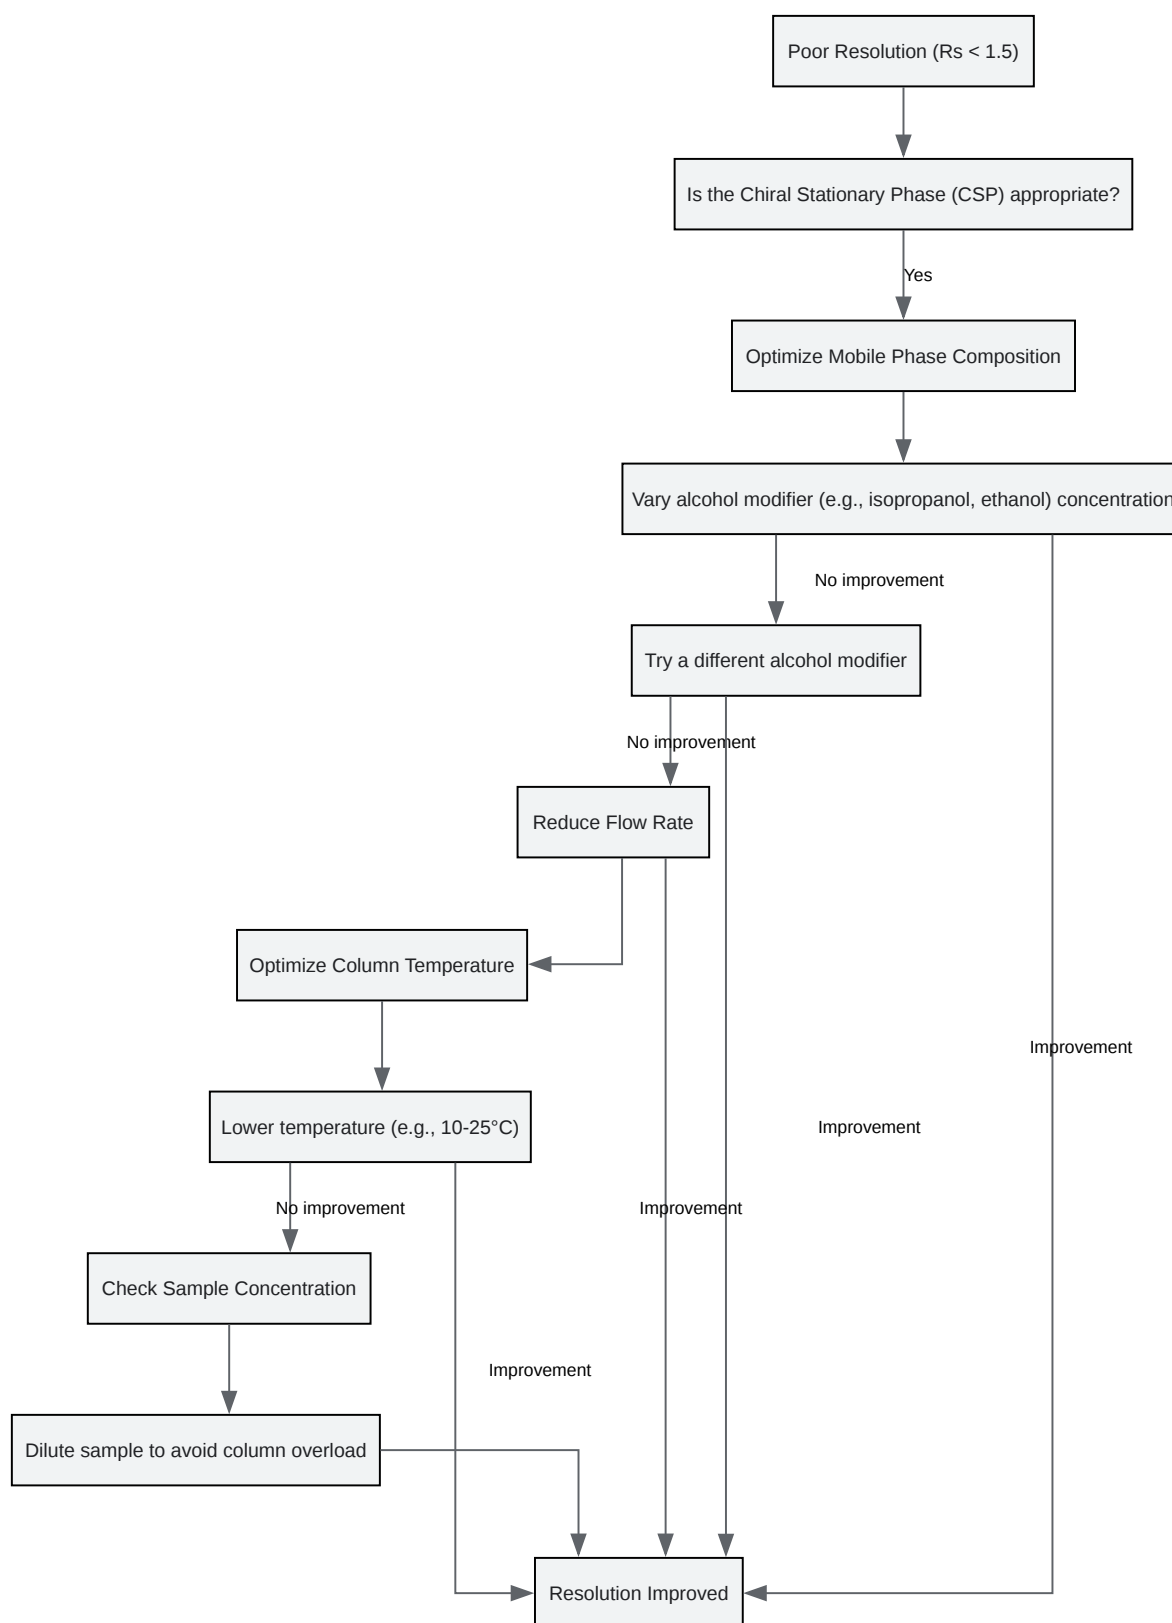 Poor Resolution (Rs < 1.5)
Is the Chiral Stationary Phase (CSP) appropriate?
Yes
Optimize Mobile Phase Composition
Vary alcohol modifier (e.g., isopropanol, ethanol) concentration
No improvement
Try a different alcohol modifier
No improvement
Reduce Flow Rate
Optimize Column Temperature
Improvement
Lower temperature (e.g., 10-25°C)
Improvement
No improvement
Improvement
Check Sample Concentration
Improvement
Dilute sample to avoid column overload
Resolution Improved